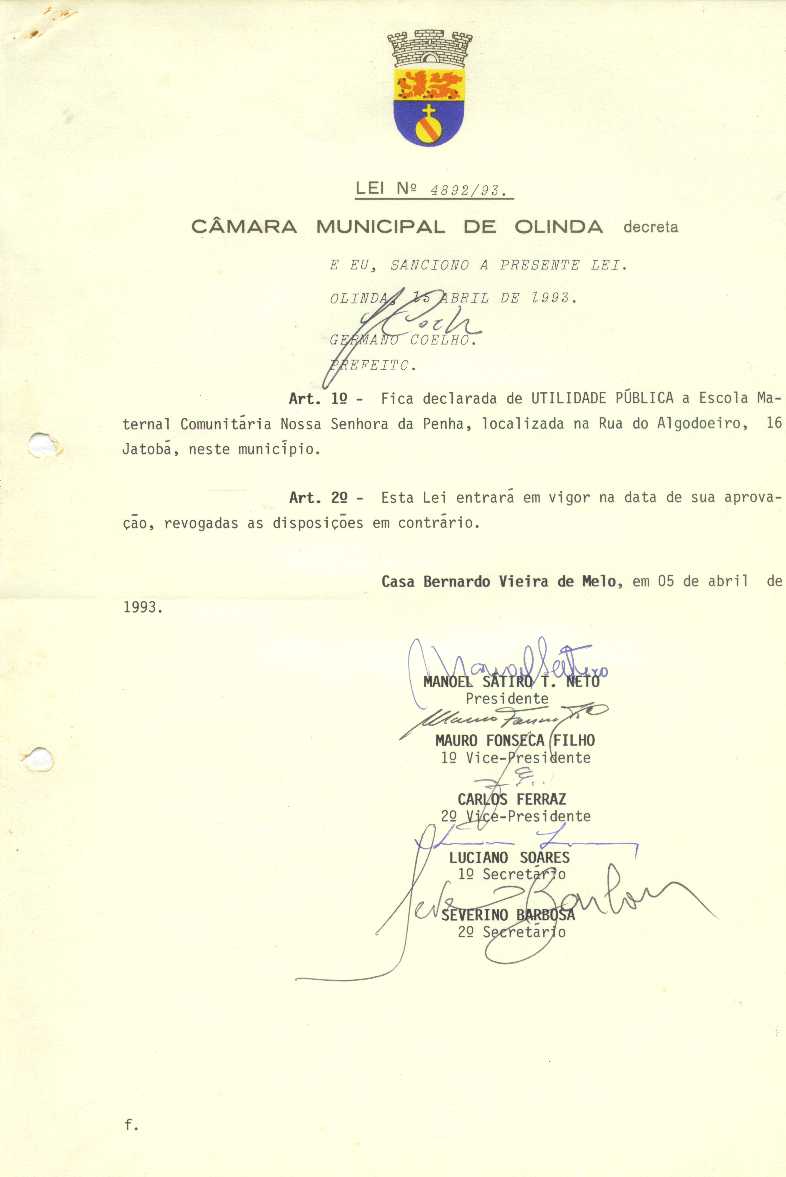 LEI Nº 4892/93.
CÂMARA MUNICIPAL DE OLINDA decreta
E EU, SANCIONO A PRESENTE LEI.
OLINDA, 15 ABRIL DE 1993.
GERMANO COELHO.
PREFEITO.
Art. 1º - Fica declarada de UTILIDADE PÚBLICA a Escola Ma-
ternal Comunitária Nossa Senhora da Penha, localizada na Rua do Algodoeiro, 16
Jatobá, neste município.
Art. 2º - Esta Lei entrará em vigor na data de sua aprova-
ção, revogadas as disposições em contrário.
Casa Bernardo Vieira de Melo, em 05 de abril de
1993.
MANOEL SÁTIRO T. NETO
Presidente
MAURO FONSECA FILHO
1º Vice-Presidente
CARLOS FERRAZ
2º Vice-Presidente
LUCIANO SOARES
1º Secretário
SEVERINO BARBOSA
2º Secretário
f.